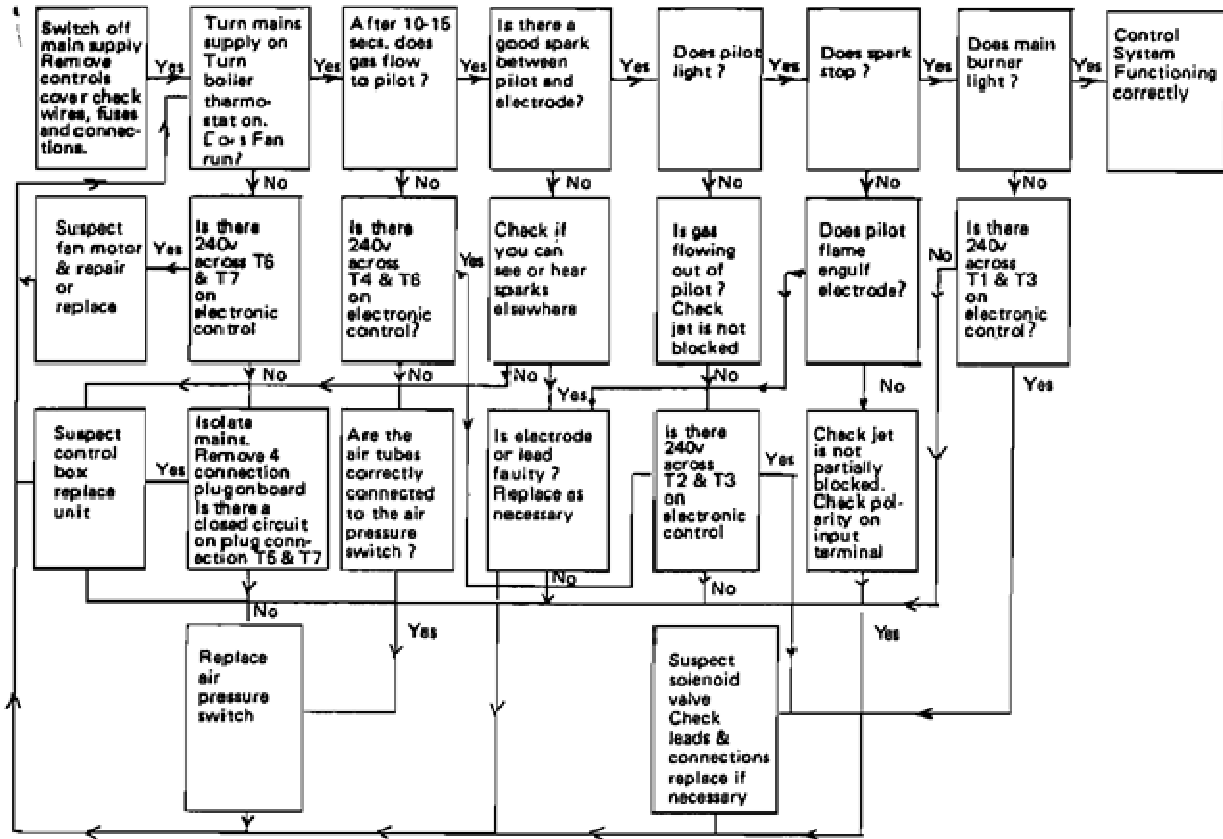 Switch off
main supply
Remove
controls
cover check
wires, fuses
and connec-
tions.
Yes
Turn mains
supply on
Turn
boiler
thermo-
stat on.
Fan
run?
Yes
After 10-15
secs. does
gas flow
to pilot ?
Yes
Is there a
good spark
between
pilot and
electrode?
Yes
Does pilot
light ?
Yes
Does spark
stop ?
Yes
Does main
burner
light ?
Yes
Control
System
Functioning
correctly
No
No
No
No
No
No
Suspect
fan motor
& repair
or
replace
Yes
Is there
240v
across T6
& T7
on
electronic
control
Is there
240v
across
T4 & T6
on
electronic
control?
Yes
Check if
you can
see or hear
sparks
elsewhere
Is gas
flowing
out of
pilot ?
Check
jet is not
blocked
Does pilot
flame
engulf
electrode?
No
Is there
240v
across
T1 & T3
on
electronic
control?
No
No
No
Yes
No
No
Yes
Suspect
control
box
replace
unit
Yes
Isolate
mains.
Remove 4
connection
plug on board
Is there a
closed circuit
on plug conn-
ection T6 & T7
Are the
air tubes
correctly
connected
to the air
pressure
switch ?
Is electrode
or lead
faulty ?
Replace as
necessary
is there
240v
across
T2 & T3
on
electronic
control
Yes
Check jet
is not
partially
blocked.
Check pol-
arity on
input
terminal
No
No
No
Yes
Yes
Replace
air
pressure
switch
Suspect
solenoid
valve
Check
leads &
connections
replace if
necessary